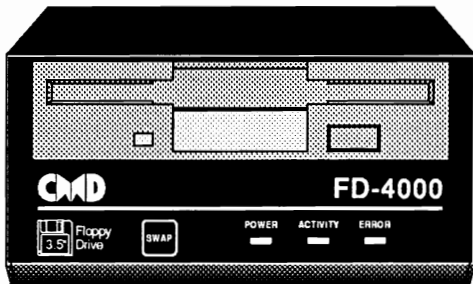 CMD FD-4000
3.5" Floppy
Drive
SWAP
POWER ACTIVITY ERROR